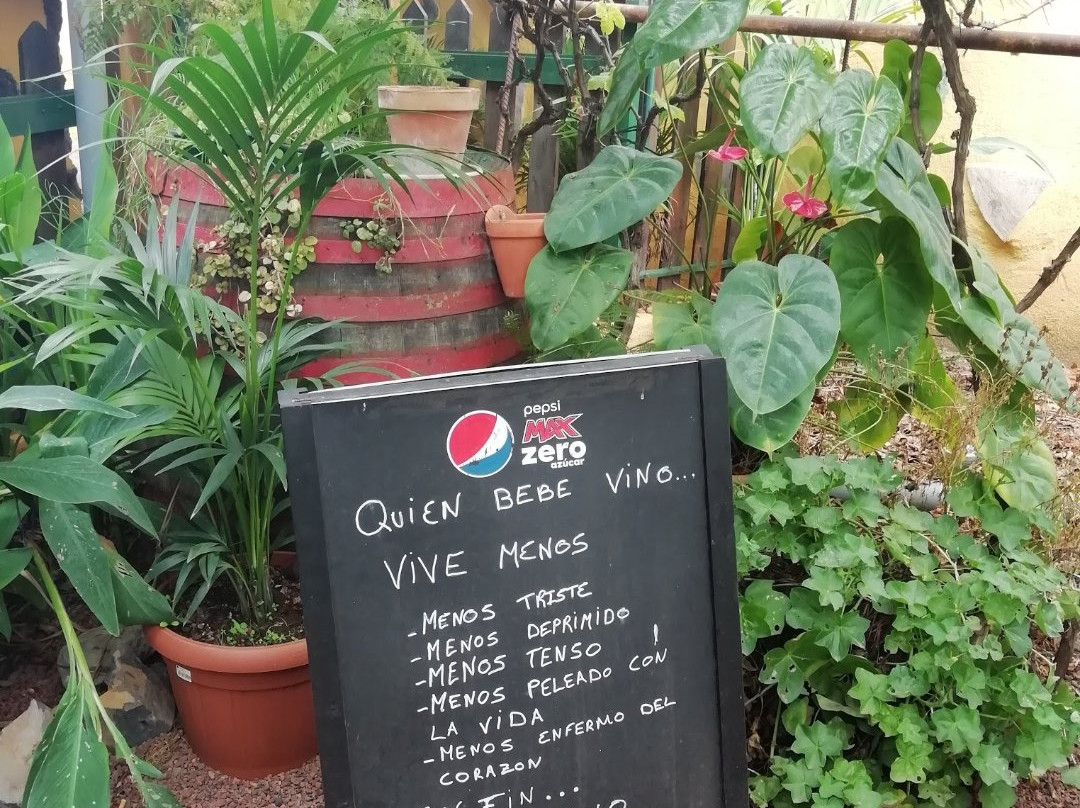 pepsi
MAX
zero
azúcar
QUIEN BEBE VINO...
VIVE MENOS
-MENOS TRISTE
-MENOS DEPRIMIDO
-MENOS TENSO !
-MENOS PELEADO CON
LA VIDA
-MENOS ENFERMO DEL
CORAZON
FIN...